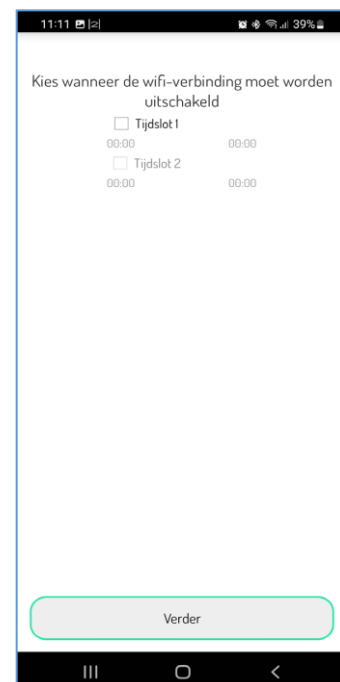 11:11 |2| 39%
Kies wanneer de wifi-verbinding moet worden
uitschakeld
Tijdslot 1
00:00 00:00
Tijdslot 2
00:00 00:00
Verder